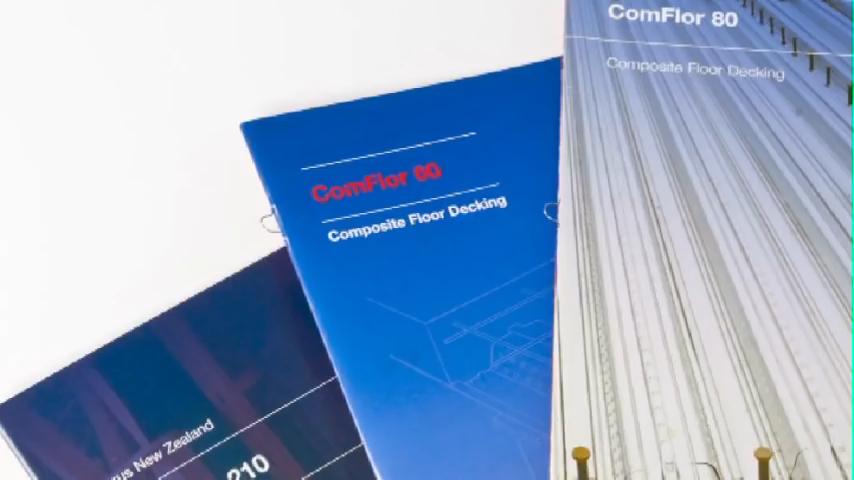 ComFlor 80
Composite Floor Decking
ComFlor 60
Composite Floor Decking
New Zealand
210